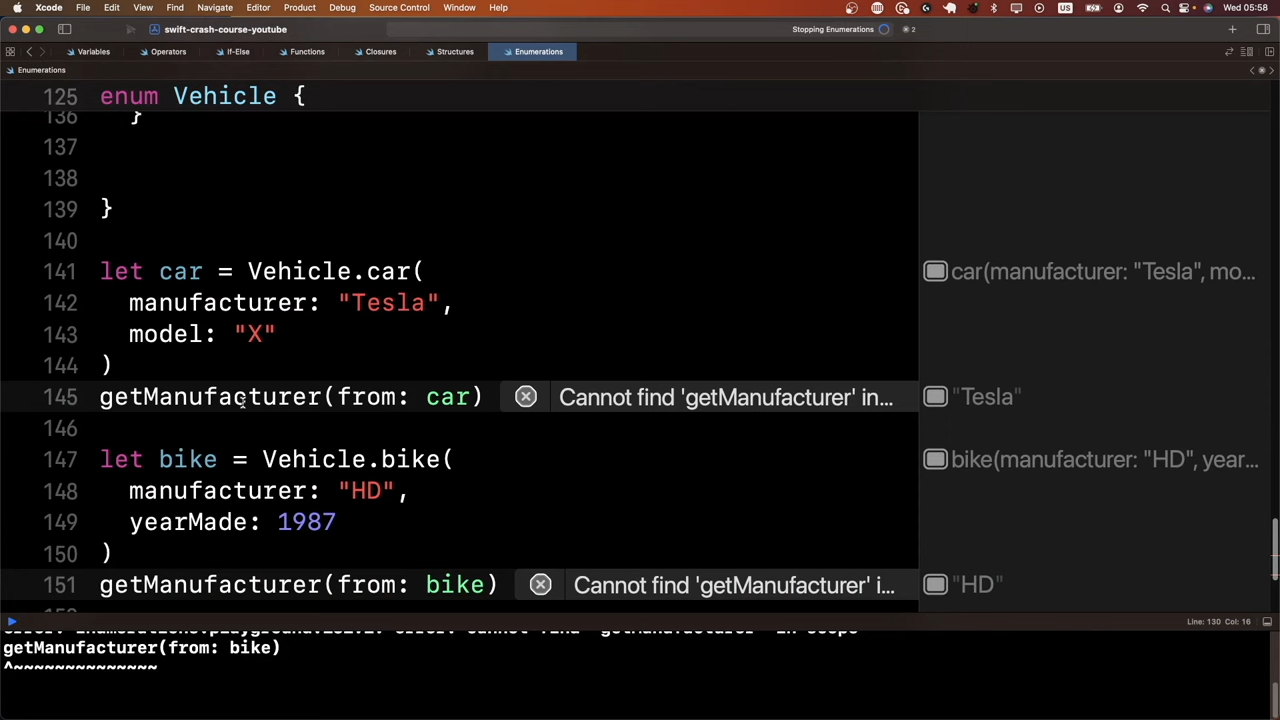 Xcode File Edit View Find Navigate Editor Product Debug Source Control Window Help US Wed 05:58
swift-crash-course-youtube Stopping Enumerations 2
Variables Operators If-Else Functions Closures Structures Enumerations
Enumerations
125 enum Vehicle {
136 }
137
138
139 }
140
141 let car = Vehicle.car( car(manufacturer: "Tesla", mo...
142 manufacturer: "Tesla",
143 model: "X"
144 )
145 getManufacturer(from: car) Cannot find 'getManufacturer' in... "Tesla"
146
147 let bike = Vehicle.bike( bike(manufacturer: "HD", year...
148 manufacturer: "HD",
149 yearMade: 1987
150 )
151 getManufacturer(from: bike) Cannot find 'getManufacturer' i... "HD"
Line: 130 Col: 16
getManufacturer(from: bike)
^~~~~~~~~~~~~~~